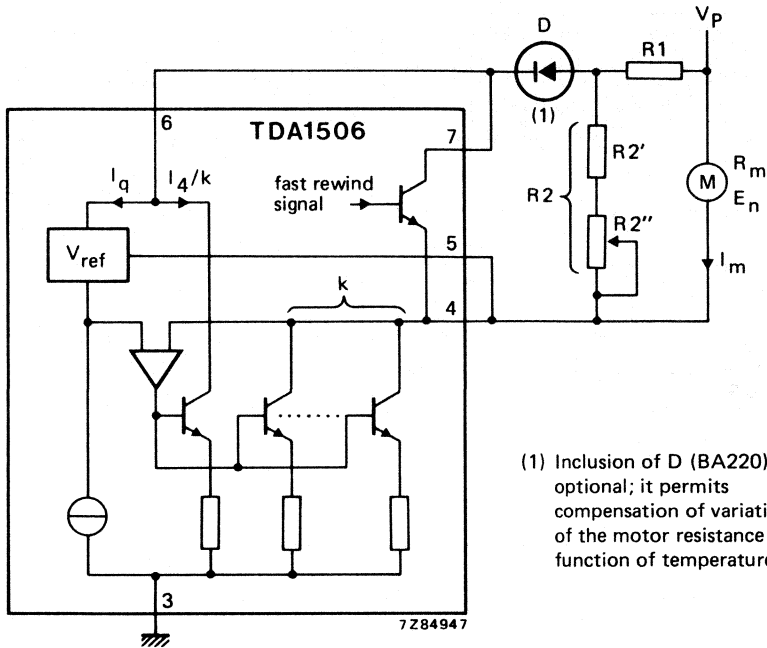 V_P
D
R1
6
TDA1506
7
(1)
R2'
R_m
I_q
I_4/k
fast rewind
signal
R2
M
E_n
R2''
V_ref
5
I_m
k
4
(1) Inclusion of D (BA220)
optional; it permits
compensation of variati
of the motor resistance
function of temperature
3
7Z84947